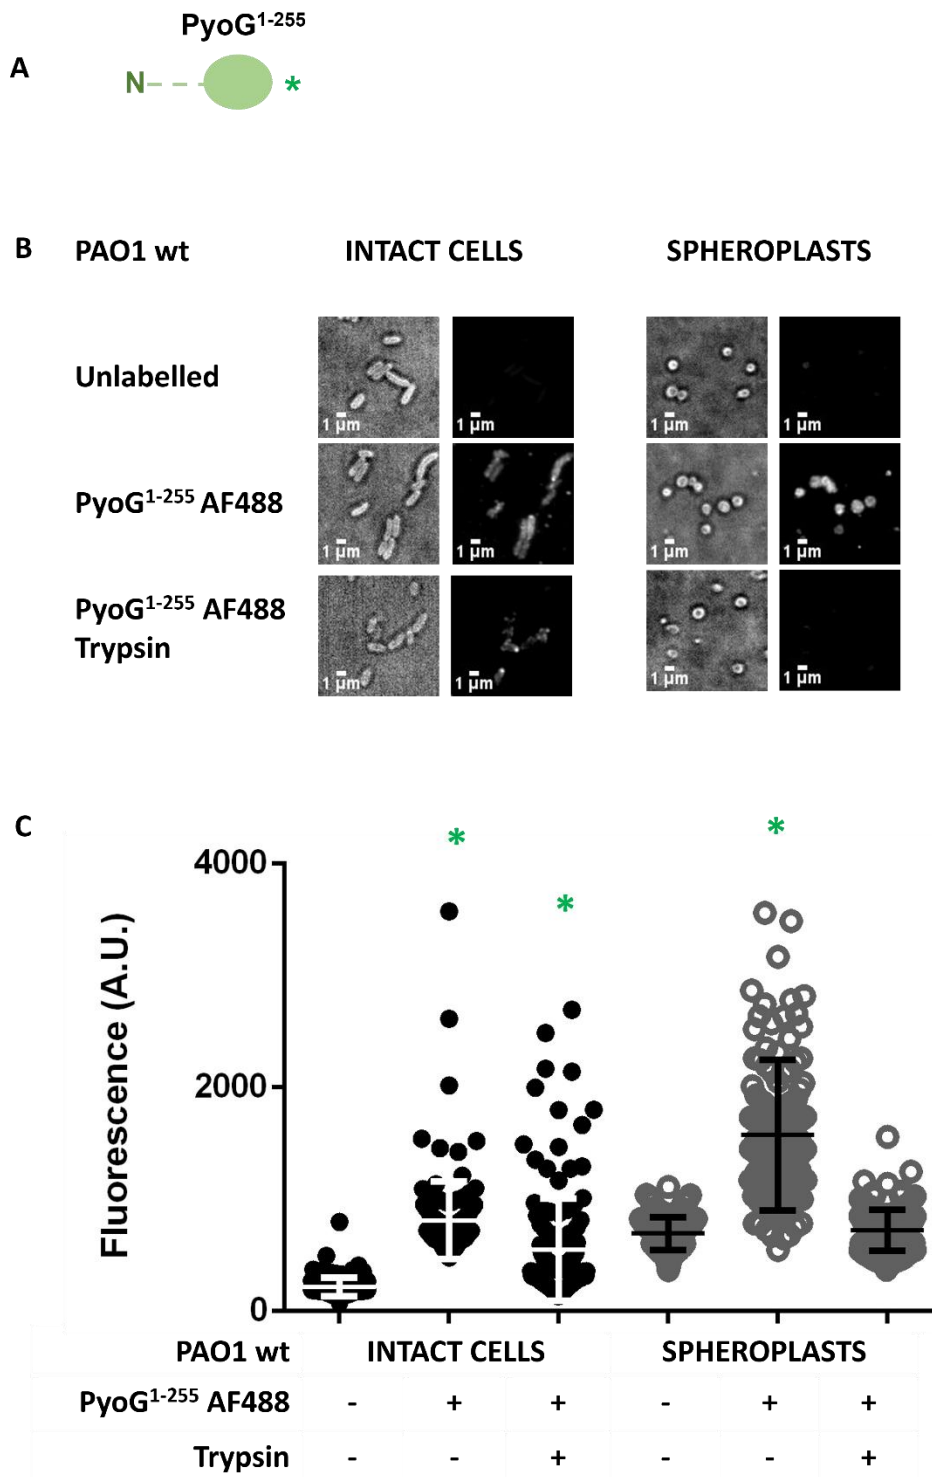 PyoG1-255
A
N
*
B PAO1 wt INTACT CELLS SPHEROPLASTS
Unlabelled
1 µm 1 µm 1 µm 1 µm
PyoG1-255 AF488
1 µm 1 µm 1 µm 1 µm
PyoG1-255 AF488
Trypsin
1 µm 1 µm 1 µm 1 µm
C
* * *
4000
2000
0
Fluorescence (A.U.)
PAO1 wt INTACT CELLS SPHEROPLASTS
PyoG1-255 AF488 - + + - + +
Trypsin - - + - - +